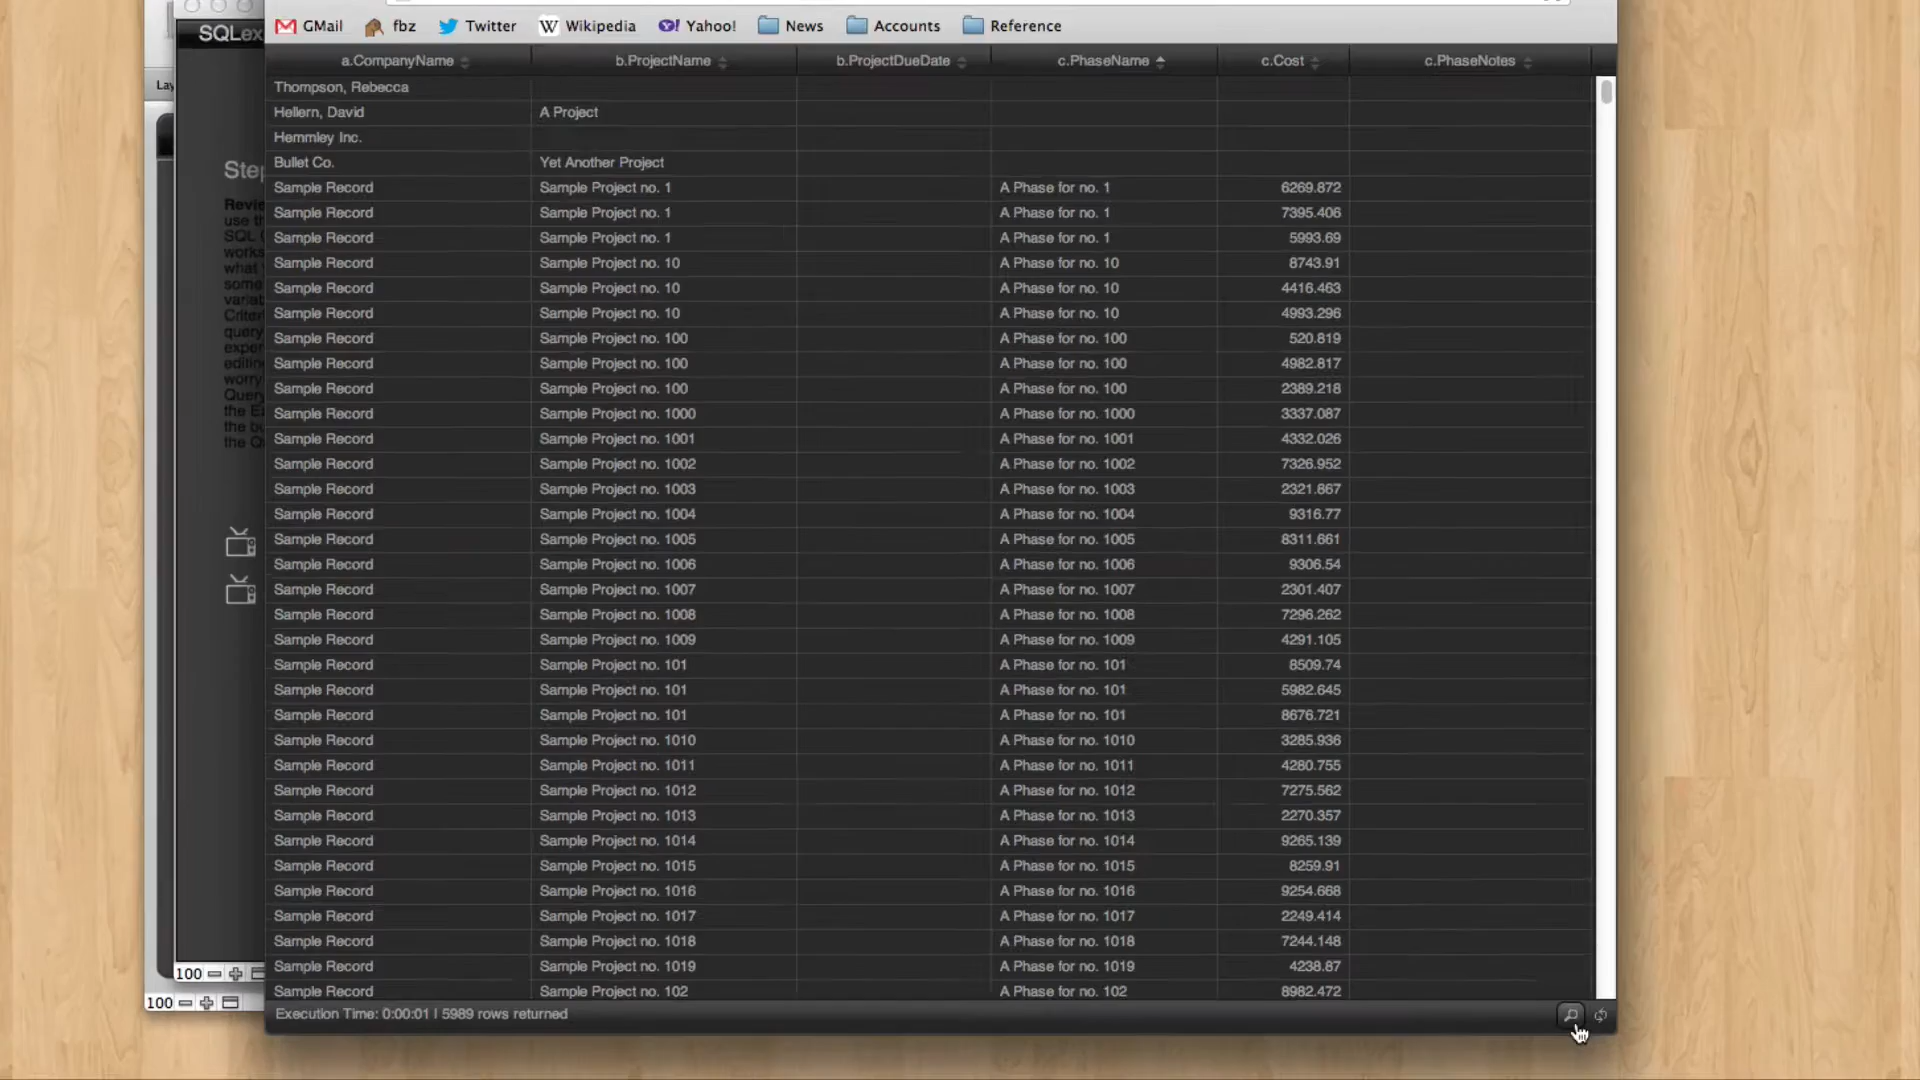 SQLex
GMail fbz Twitter Wikipedia Yahoo! News Accounts Reference
a.CompanyName b.ProjectName b.ProjectDueDate c.PhaseName c.Cost c.PhaseNotes
Lay
Thompson, Rebecca
Hellern, David A Project
Hemmley Inc.
Bullet Co. Yet Another Project
Sample Record Sample Project no. 1 A Phase for no. 1 6269.872
Sample Record Sample Project no. 1 A Phase for no. 1 7395.406
Sample Record Sample Project no. 1 A Phase for no. 1 5993.69
Sample Record Sample Project no. 10 A Phase for no. 10 8743.91
Sample Record Sample Project no. 10 A Phase for no. 10 4416.463
Sample Record Sample Project no. 10 A Phase for no. 10 4993.296
Sample Record Sample Project no. 100 A Phase for no. 100 520.819
Sample Record Sample Project no. 100 A Phase for no. 100 4982.817
Sample Record Sample Project no. 100 A Phase for no. 100 2389.218
Sample Record Sample Project no. 1000 A Phase for no. 1000 3337.087
Sample Record Sample Project no. 1001 A Phase for no. 1001 4332.026
Sample Record Sample Project no. 1002 A Phase for no. 1002 7326.952
Sample Record Sample Project no. 1003 A Phase for no. 1003 2321.867
Sample Record Sample Project no. 1004 A Phase for no. 1004 9316.77
Sample Record Sample Project no. 1005 A Phase for no. 1005 8311.661
Sample Record Sample Project no. 1006 A Phase for no. 1006 9306.54
Sample Record Sample Project no. 1007 A Phase for no. 1007 2301.407
Sample Record Sample Project no. 1008 A Phase for no. 1008 7296.262
Sample Record Sample Project no. 1009 A Phase for no. 1009 4291.105
Sample Record Sample Project no. 101 A Phase for no. 101 8509.74
Sample Record Sample Project no. 101 A Phase for no. 101 5982.645
Sample Record Sample Project no. 101 A Phase for no. 101 8676.721
Sample Record Sample Project no. 1010 A Phase for no. 1010 3285.936
Sample Record Sample Project no. 1011 A Phase for no. 1011 4280.755
Sample Record Sample Project no. 1012 A Phase for no. 1012 7275.562
Sample Record Sample Project no. 1013 A Phase for no. 1013 2270.357
Sample Record Sample Project no. 1014 A Phase for no. 1014 9265.139
Sample Record Sample Project no. 1015 A Phase for no. 1015 8259.91
Sample Record Sample Project no. 1016 A Phase for no. 1016 9254.668
Sample Record Sample Project no. 1017 A Phase for no. 1017 2249.414
Sample Record Sample Project no. 1018 A Phase for no. 1018 7244.148
Sample Record Sample Project no. 1019 A Phase for no. 1019 4238.87
Sample Record Sample Project no. 102 A Phase for no. 102 8982.472
Execution Time: 0:00:01 | 5989 rows returned
Step
Revie
use th
SQL
works
what
some
variat
Criter
query
exper
editin
worry
Query
the E
the bu
the Q
100
100